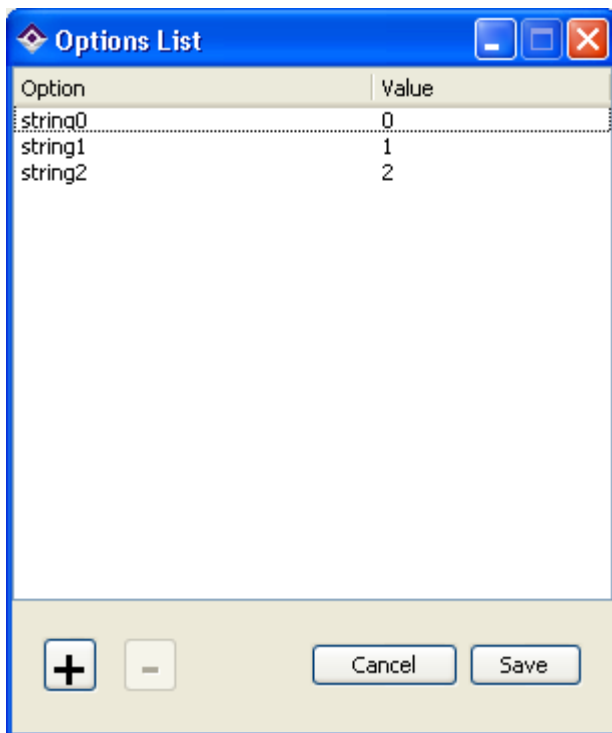 Options List
Option Value
string0 0
string1 1
string2 2
+ - Cancel Save